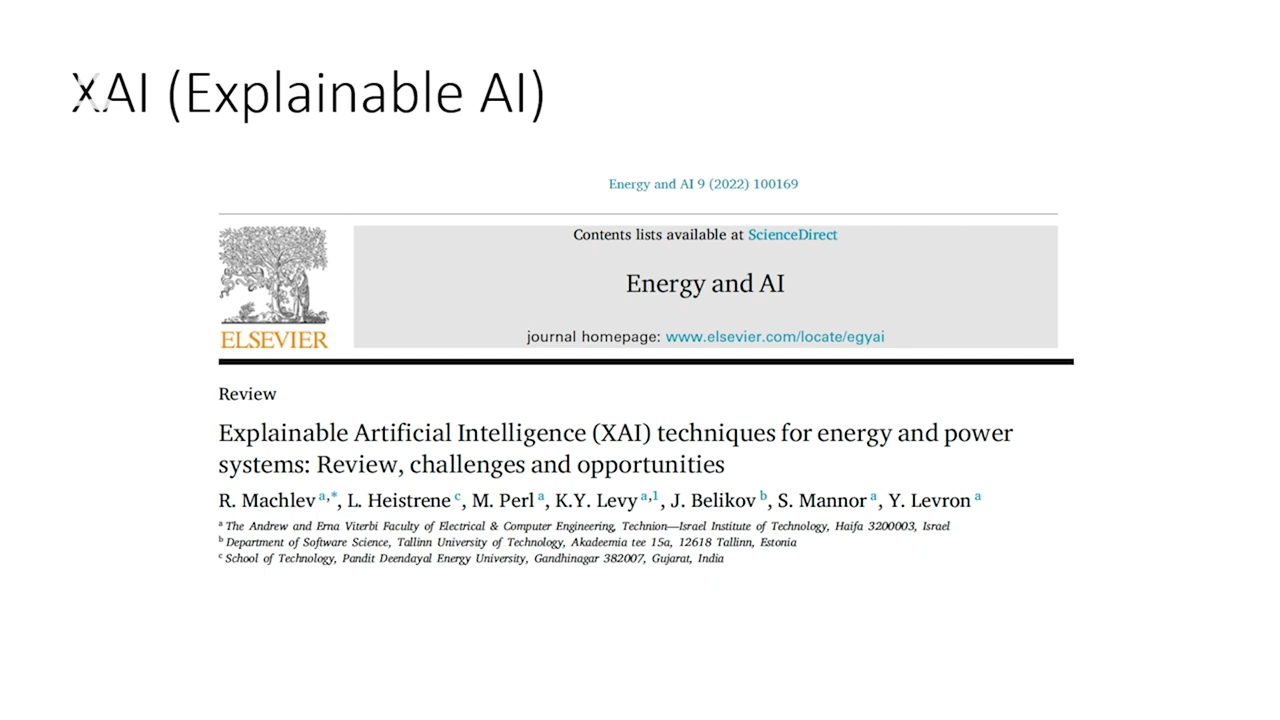 XAI (Explainable AI)
Energy and AI 9 (2022) 100169
Contents lists available at ScienceDirect
Energy and AI
journal homepage: www.elsevier.com/locate/egyai
ELSEVIER
Review
Explainable Artificial Intelligence (XAI) techniques for energy and power
systems: Review, challenges and opportunities
R. Machlev a,*, L. Heistrene c, M. Perl a, K.Y. Levy a,1, J. Belikov b, S. Mannor a, Y. Levron a
a The Andrew and Erna Viterbi Faculty of Electrical & Computer Engineering, Technion—Israel Institute of Technology, Haifa 3200003, Israel
b Department of Software Science, Tallinn University of Technology, Akadeemia tee 15a, 12618 Tallinn, Estonia
c School of Technology, Pandit Deendayal Energy University, Gandhinagar 382007, Gujarat, India